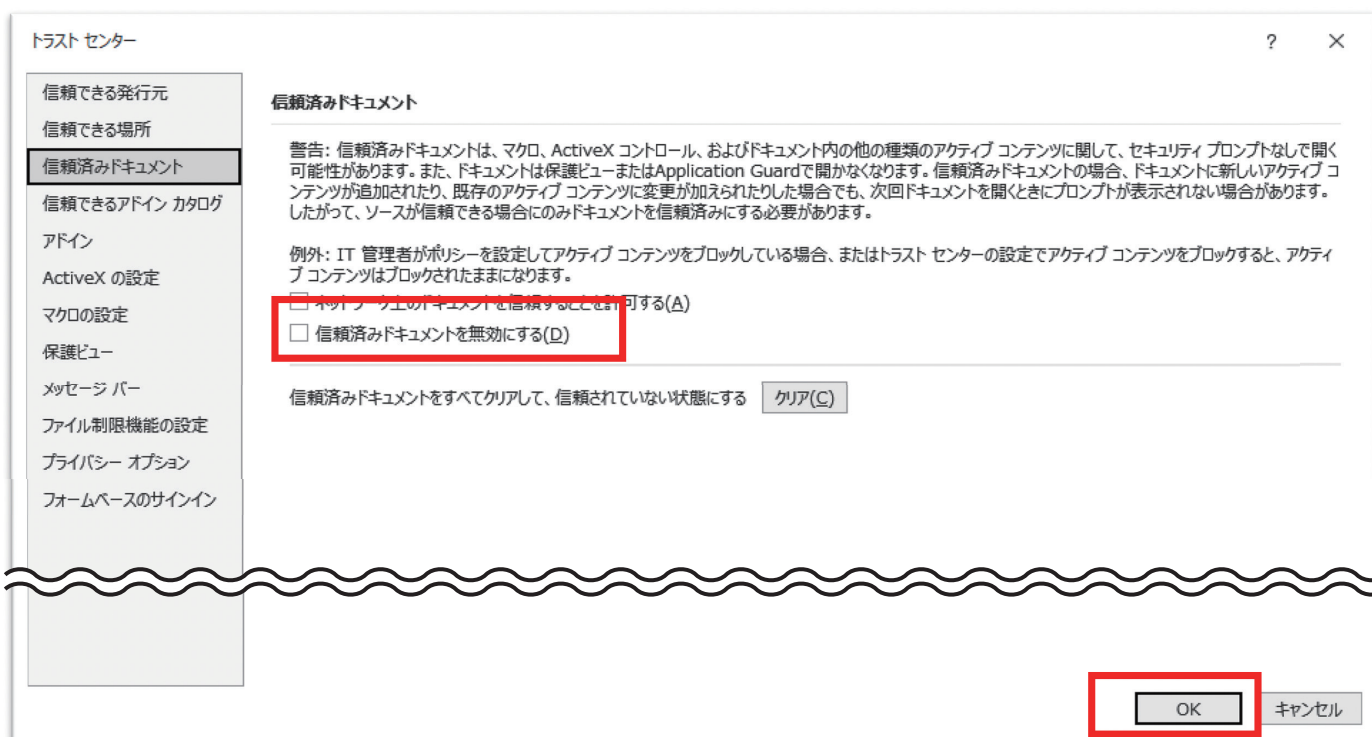 トラスト センター
? ×
信頼できる発行元
信頼できる場所
信頼済みドキュメント
信頼できるアドイン カタログ
アドイン
ActiveX の設定
マクロの設定
保護ビュー
メッセージ バー
ファイル制限機能の設定
プライバシー オプション
フォームベースのサインイン
信頼済みドキュメント
警告: 信頼済みドキュメントは、マクロ、ActiveX コントロール、およびドキュメント内の他の種類のアクティブ コンテンツに関して、セキュリティ プロンプトなしで開く
可能性があります。また、ドキュメントは保護ビューまたはApplication Guardで開かなくなります。信頼済みドキュメントの場合、ドキュメントに新しいアクティブ コ
ンテンツが追加されたり、既存のアクティブ コンテンツに変更が加えられたりした場合でも、次回ドキュメントを開くときにプロンプトが表示されない場合があります。
したがって、ソースが信頼できる場合にのみドキュメントを信頼済みにする必要があります。
例外: IT 管理者がポリシーを設定してアクティブ コンテンツをブロックしている場合、またはトラスト センターの設定でアクティブ コンテンツをブロックすると、アクティ
ブ コンテンツはブロックされたままになります。
ネットワーク上のドキュメントを信頼することを許可する(A)
信頼済みドキュメントを無効にする(D)
信頼済みドキュメントをすべてクリアして、信頼されていない状態にする クリア(C)
OK キャンセル